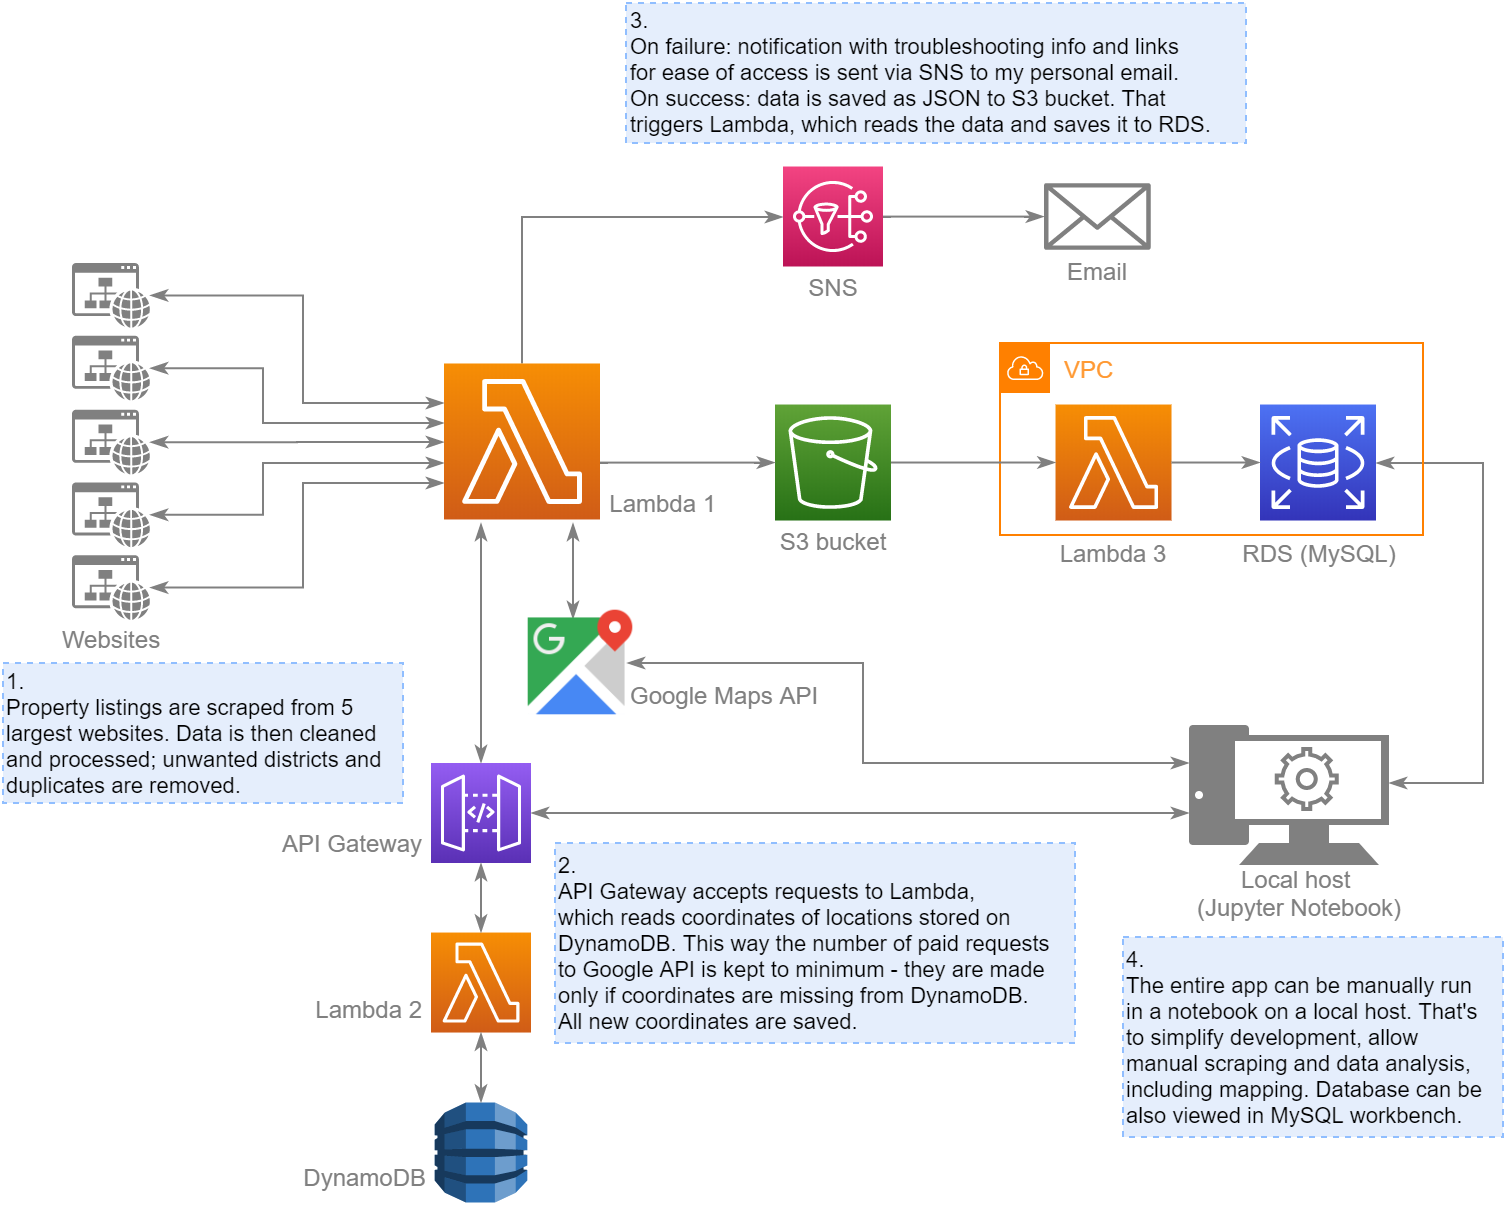 3.
On failure: notification with troubleshooting info and links
for ease of access is sent via SNS to my personal email.
On success: data is saved as JSON to S3 bucket. That
triggers Lambda, which reads the data and saves it to RDS.
SNS
Email
VPC
Lambda 1
S3 bucket
Lambda 3
RDS (MySQL)
Websites
G
Google Maps API
1.
Property listings are scraped from 5
largest websites. Data is then cleaned
and processed; unwanted districts and
duplicates are removed.
</>
API Gateway
Local host
(Jupyter Notebook)
2.
API Gateway accepts requests to Lambda,
which reads coordinates of locations stored on
DynamoDB. This way the number of paid requests
to Google API is kept to minimum - they are made
only if coordinates are missing from DynamoDB.
All new coordinates are saved.
Lambda 2
4.
The entire app can be manually run
in a notebook on a local host. That's
to simplify development, allow
manual scraping and data analysis,
including mapping. Database can be
also viewed in MySQL workbench.
DynamoDB